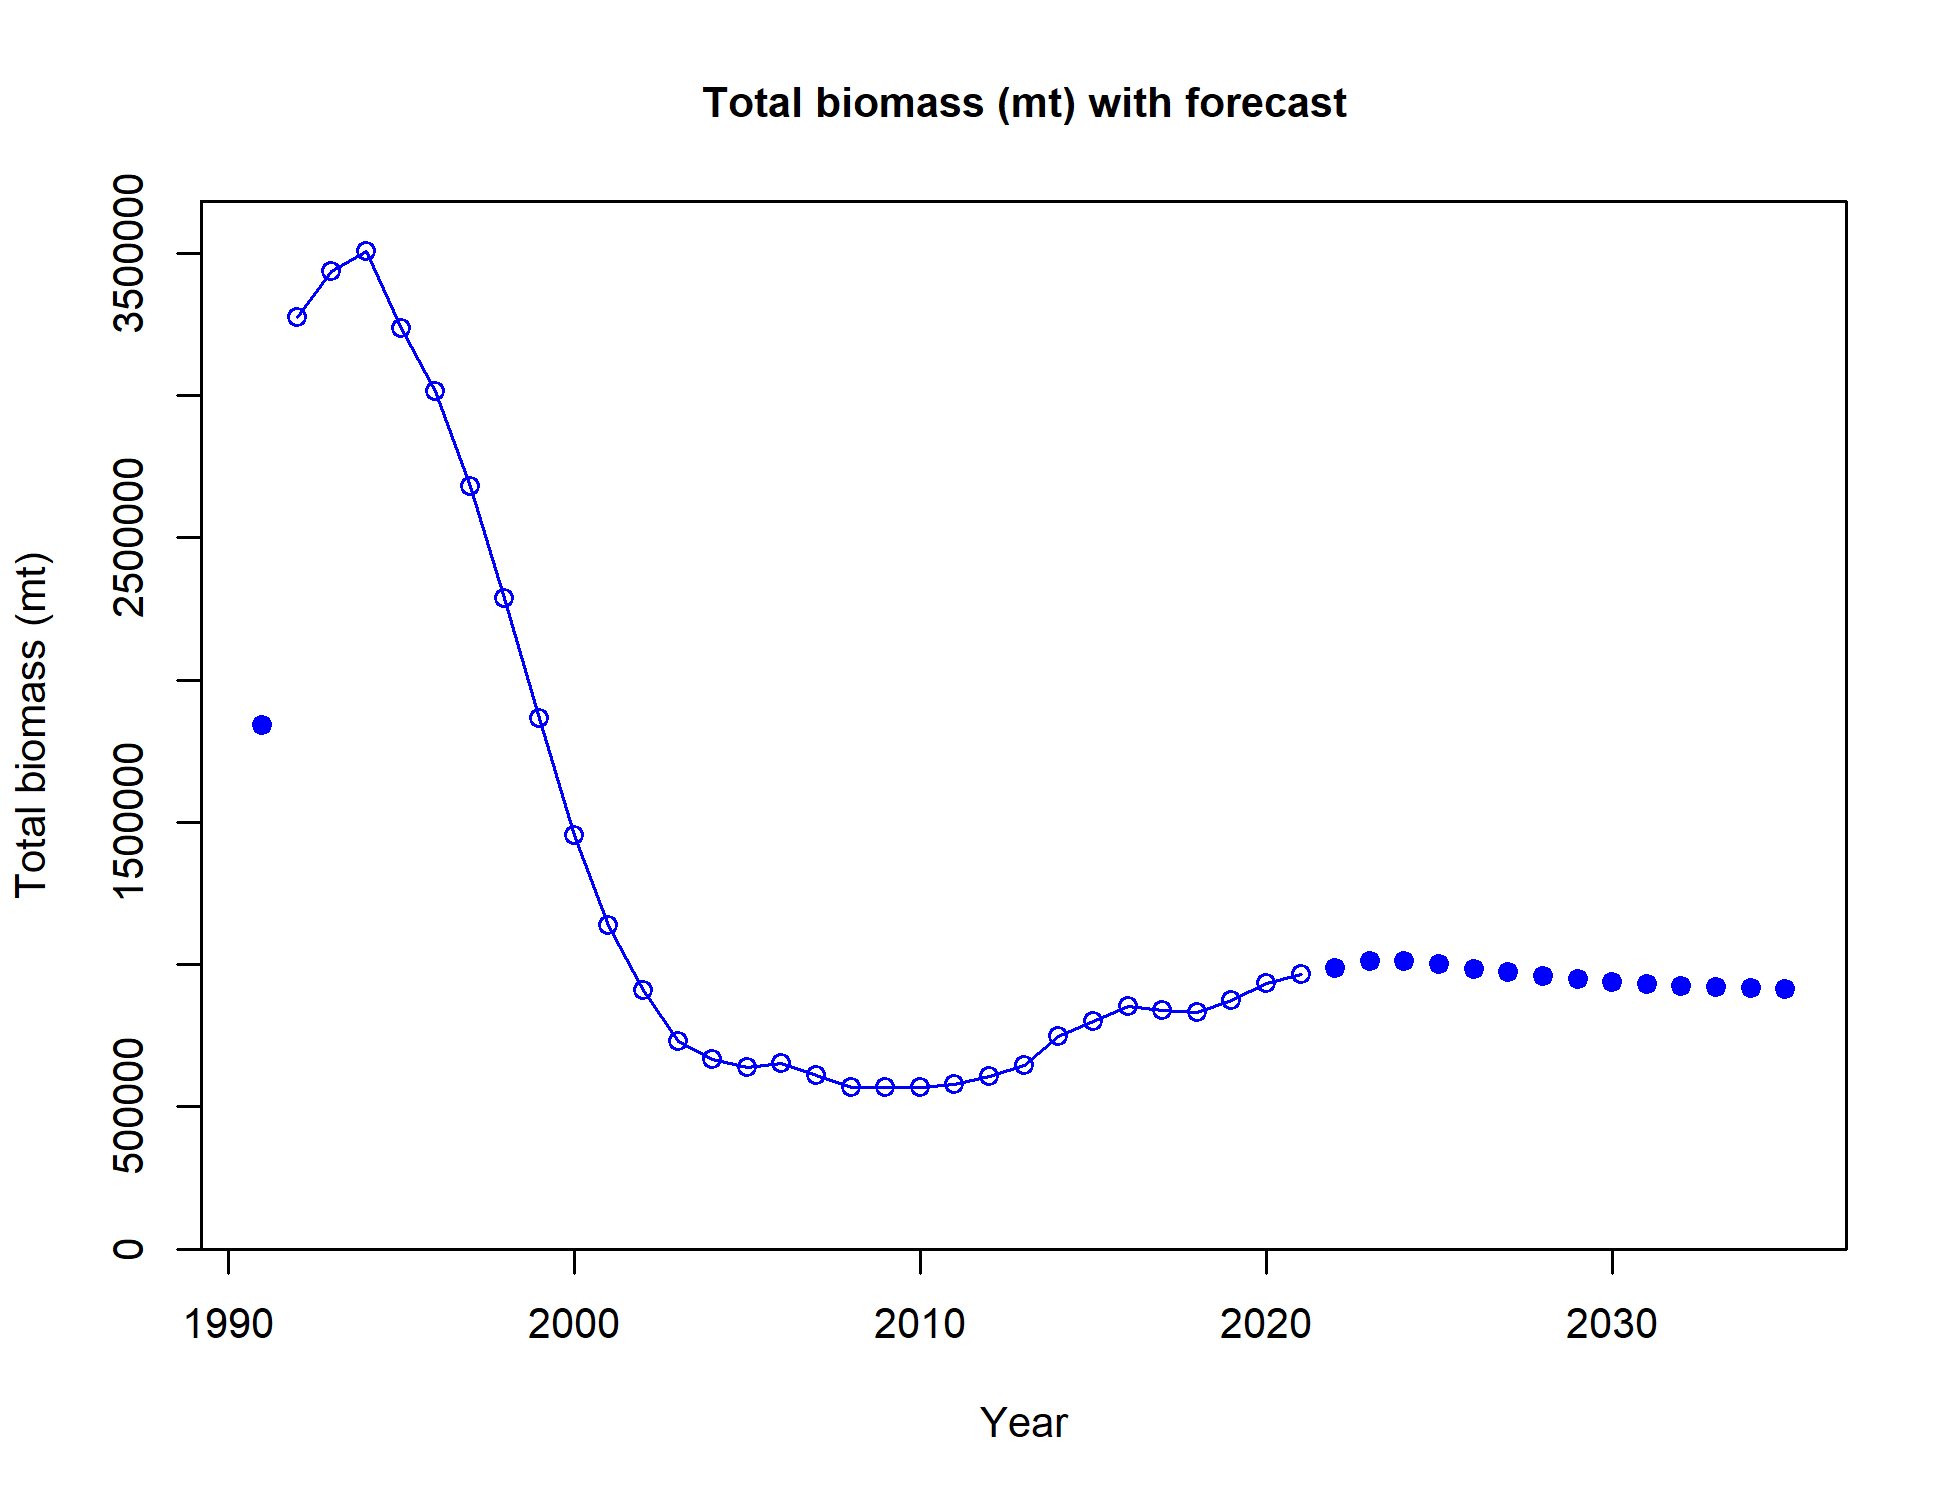 Total biomass (mt) with forecast
Total biomass (mt)
3500000
2500000
1500000
500000
0
1990 2000 2010 2020 2030
Year